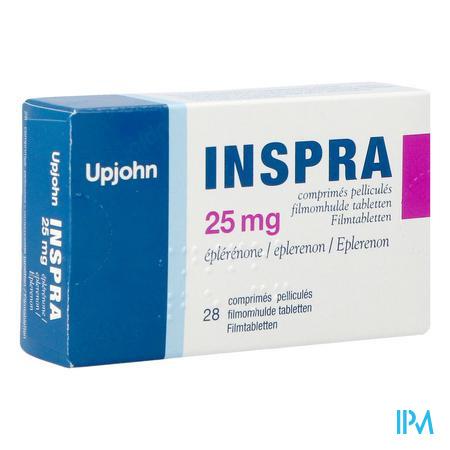 Upjohn
INSPRA
comprimés pelliculés
filmomhulde tabletten
Filmtabletten
25 mg
éplérénone / eplerenon / Eplerenon
28 comprimés pelliculés
filmomhulde tabletten
Filmtabletten
Upjohn
INSPRA
25 mg
éplérénone /
eplerenon /
Eplerenon
IPM